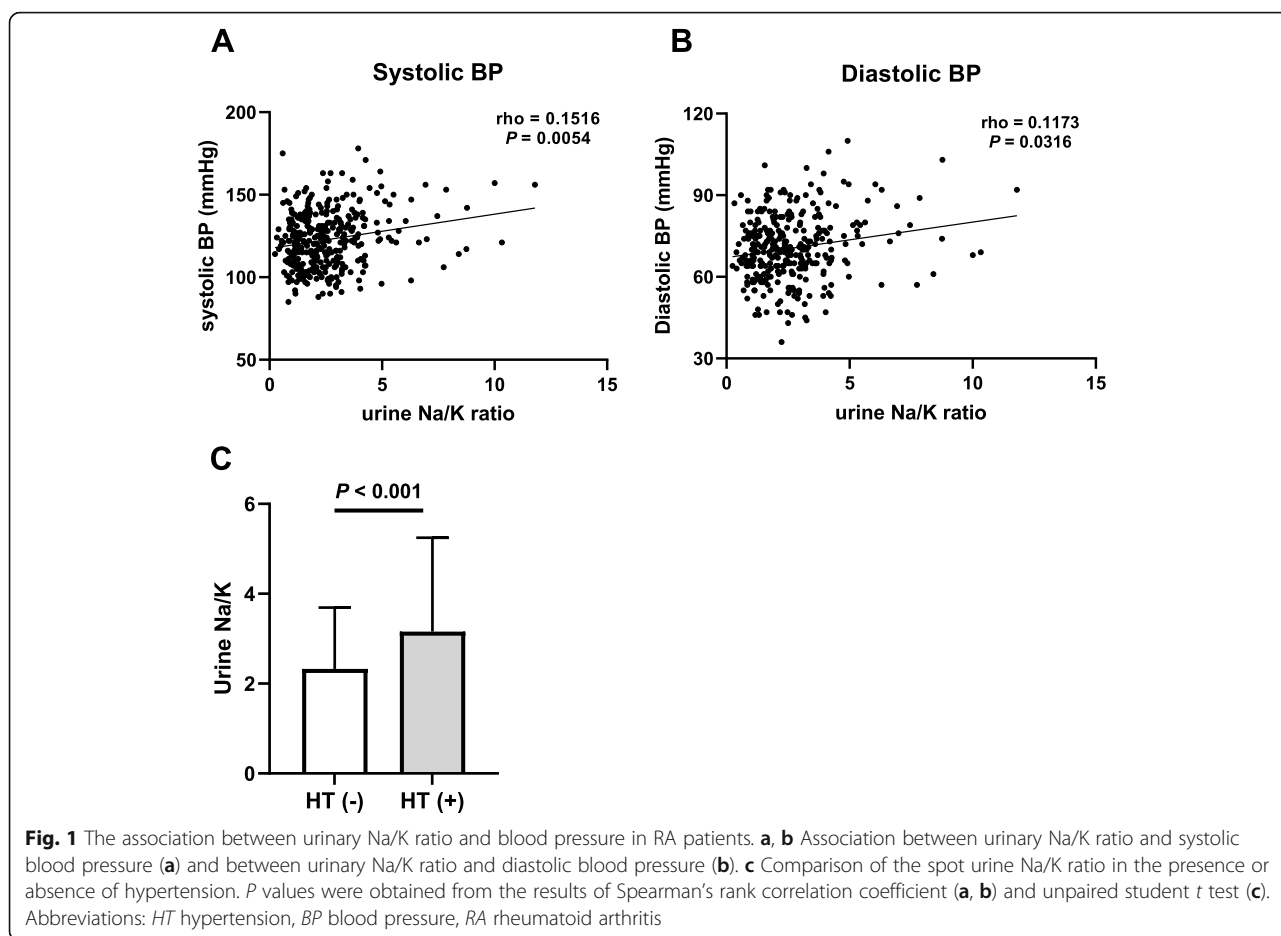 A
Systolic BP
rho = 0.1516
P = 0.0054
200
150
100
50
systolic BP (mmHg)
0
5
10
15
urine Na/K ratio
B
Diastolic BP
rho = 0.1173
P = 0.0316
120
90
60
30
Diastolic BP (mmHg)
0
5
10
15
urine Na/K ratio
C
P < 0.001
6
4
2
0
Urine Na/K
HT (-)
HT (+)
Fig. 1 The association between urinary Na/K ratio and blood pressure in RA patients. a, b Association between urinary Na/K ratio and systolic
blood pressure (a) and between urinary Na/K ratio and diastolic blood pressure (b). c Comparison of the spot urine Na/K ratio in the presence or
absence of hypertension. P values were obtained from the results of Spearman's rank correlation coefficient (a, b) and unpaired student t test (c).
Abbreviations: HT hypertension, BP blood pressure, RA rheumatoid arthritis